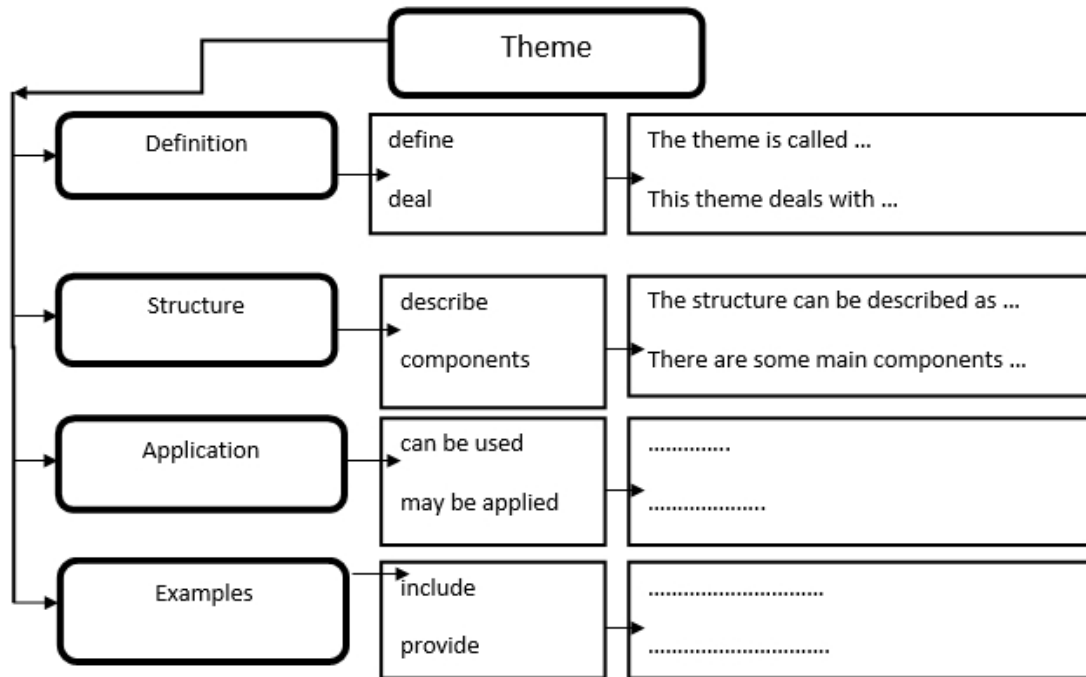 Theme
Definition
define
deal
The theme is called ...
This theme deals with ...
Structure
describe
components
The structure can be described as ...
There are some main components ...
Application
can be used
may be applied
..............
....................
Examples
include
provide
..............................
...............................